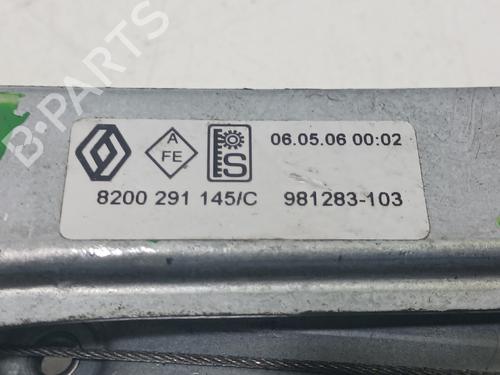 A
FE
S
06.05.06 00:02
8200 291 145/C 981283-103
B-PARTS